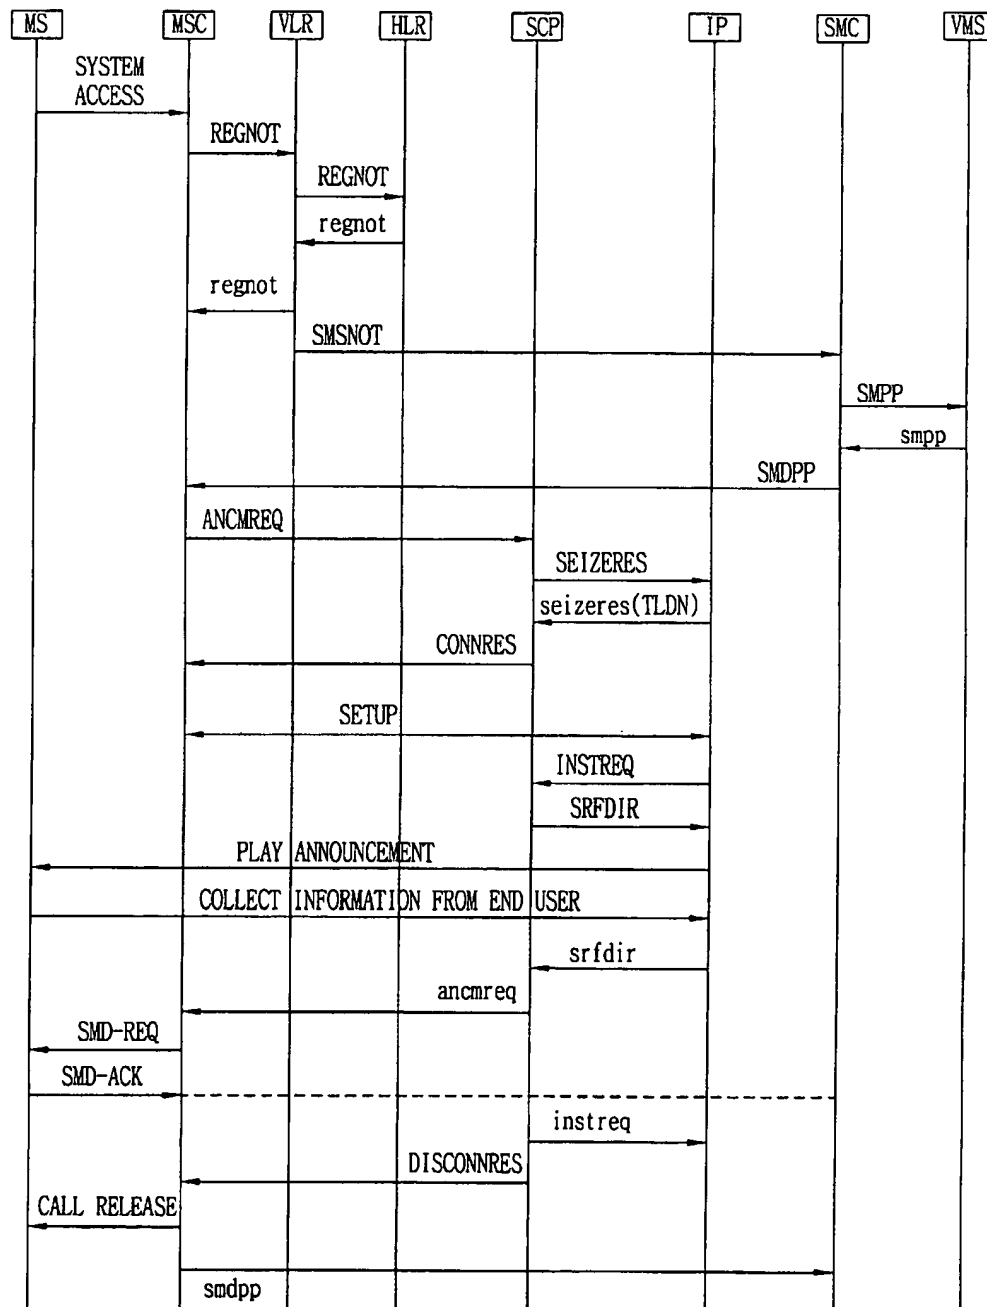 MS MSC VLR HLR SCP IP SMC VMS
SYSTEM
ACCESS
REGNOT
REGNOT
regnot
regnot
SMSNOT
SMPP
smpp
SMDPP
ANCMREQ
SEIZERES
seizeres(TLDN)
CONNRES
SETUP
INSTREQ
SRFDIR
PLAY ANNOUNCEMENT
COLLECT INFORMATION FROM END USER
srfdir
ancmreq
SMD-REQ
SMD-ACK
instreq
DISCONNRES
CALL RELEASE
smdpp